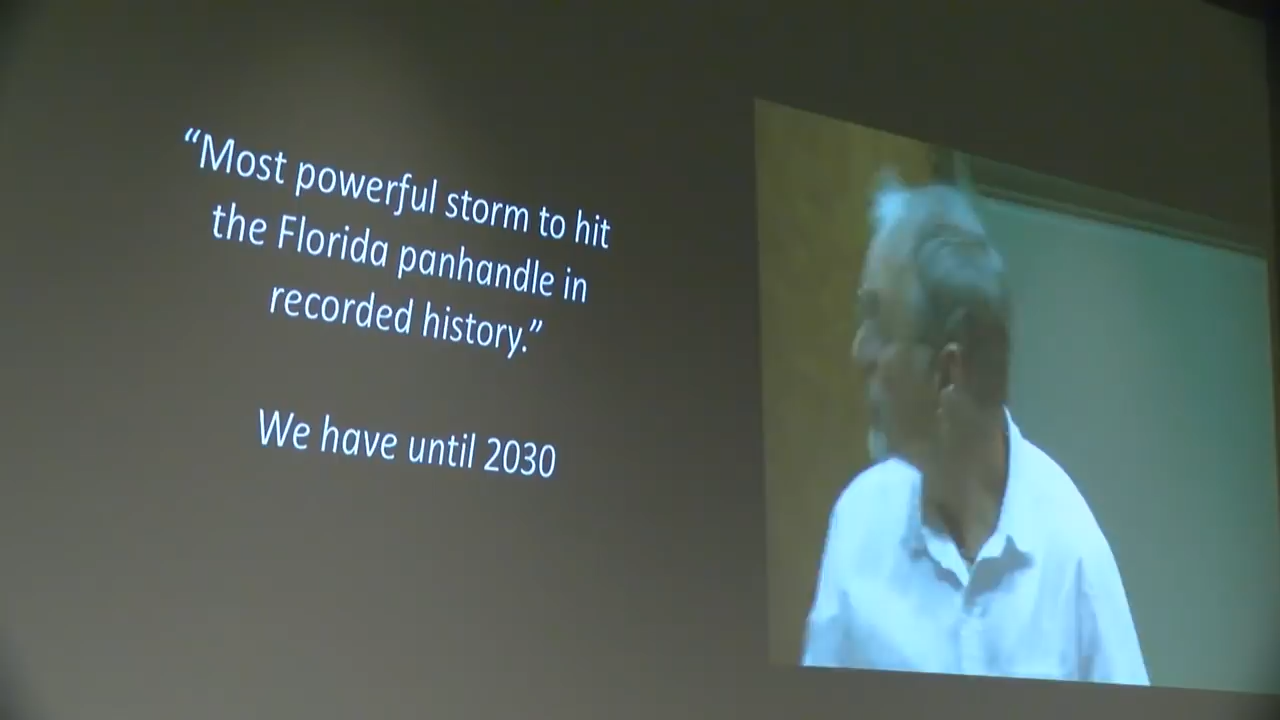 “Most powerful storm to hit
the Florida panhandle in
recorded history.”
We have until 2030